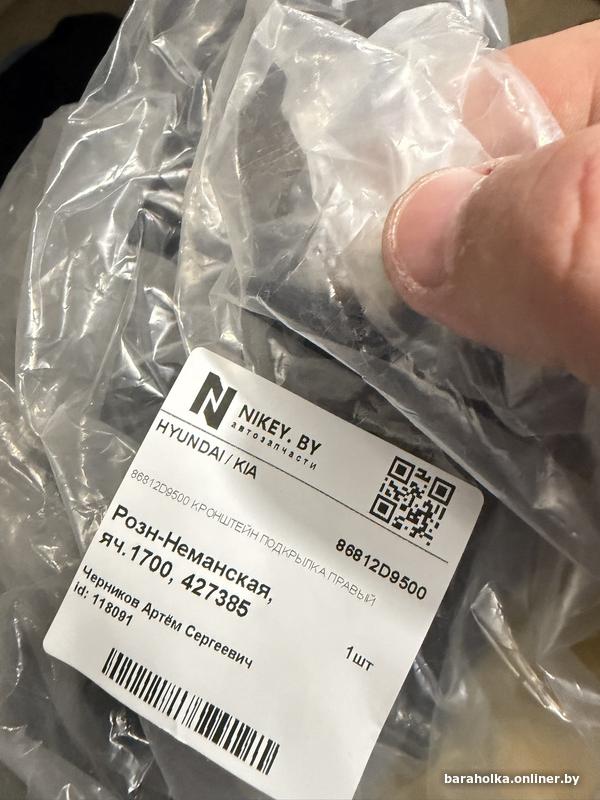 NIKEY.BY
автозапчасти
HYUNDAI / KIA
86812D9500
86812D9500 КРОНШТЕЙН ПОДКРЫЛКА ПРАВЫЙ
Розн-Неманская,
яч.1700, 427385
Черников Артём Сергеевич
id: 118091
1шт
baraholka.onliner.by